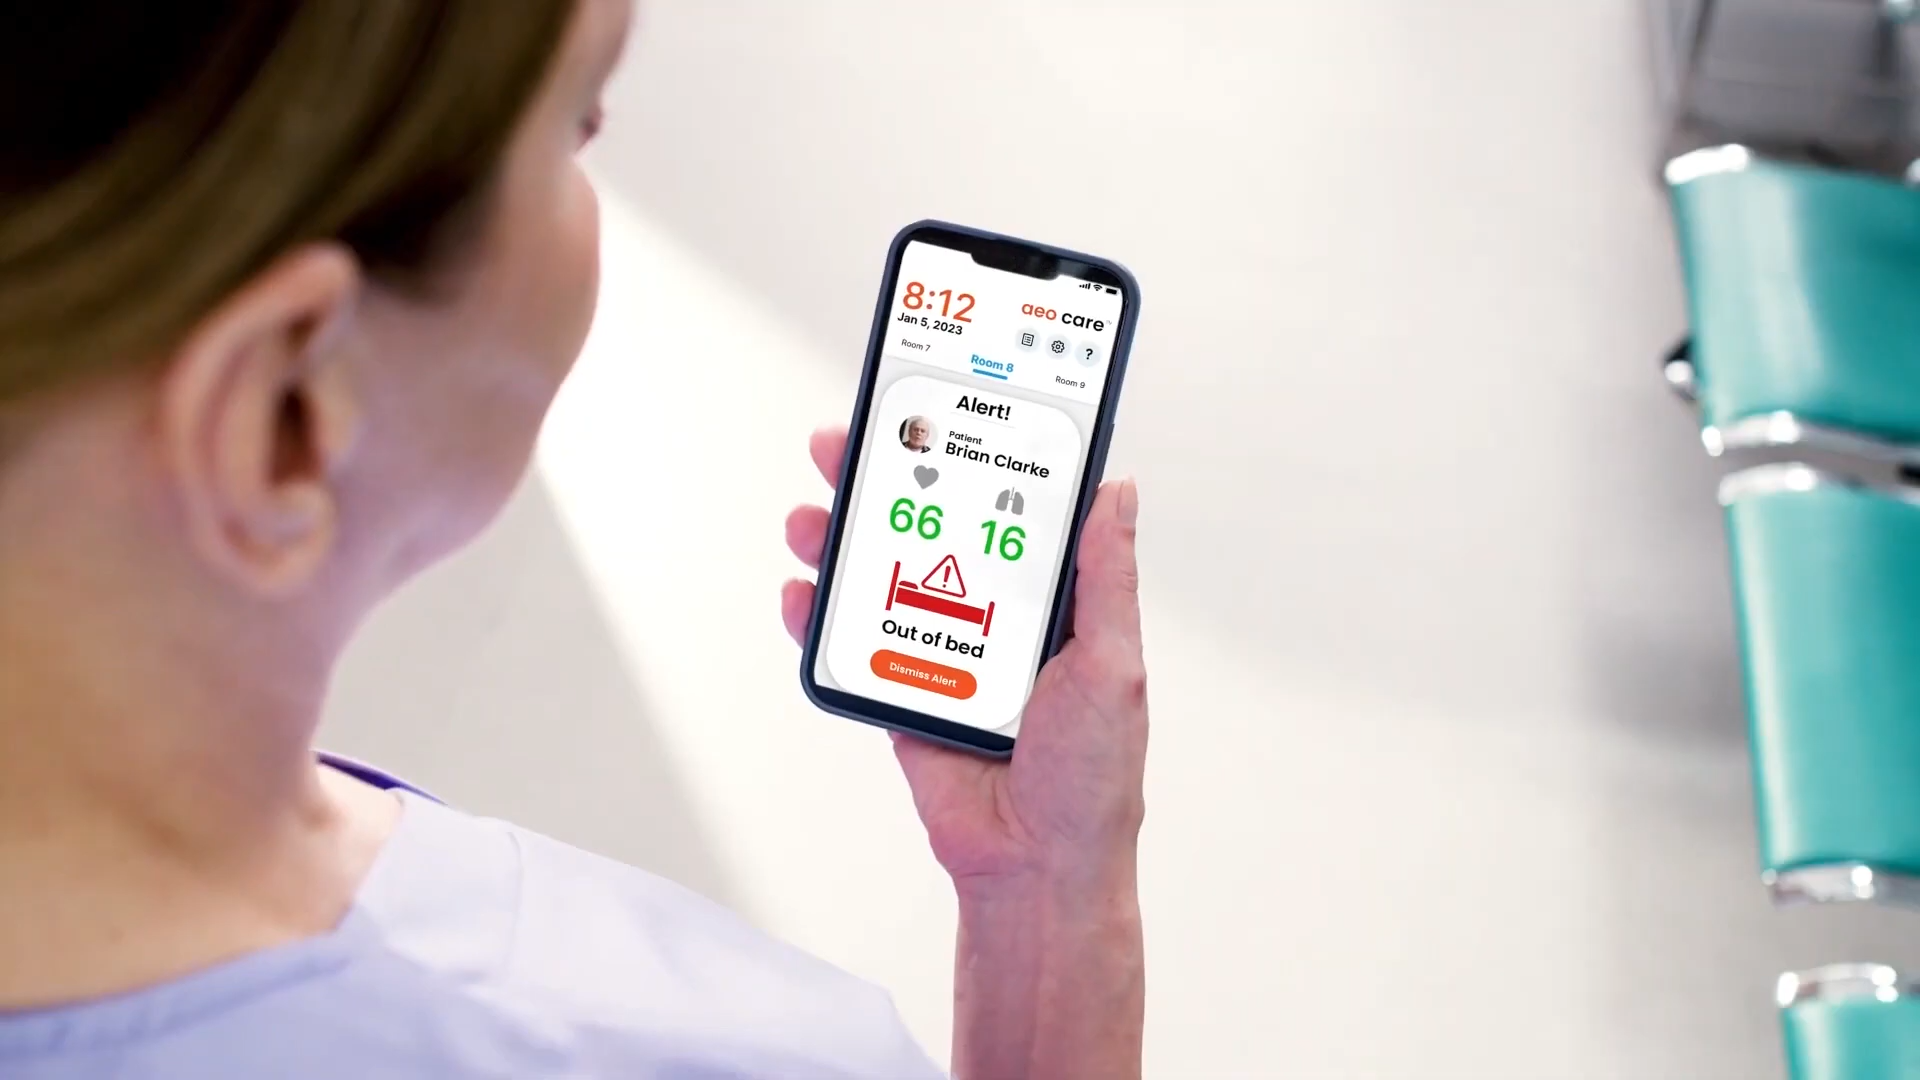 8:12
Jan 5, 2023
aeo care
?
Room 7
Room 8
Room 9
Alert!
Patient
Brian Clarke
66
16
!
Out of bed
Dismiss Alert